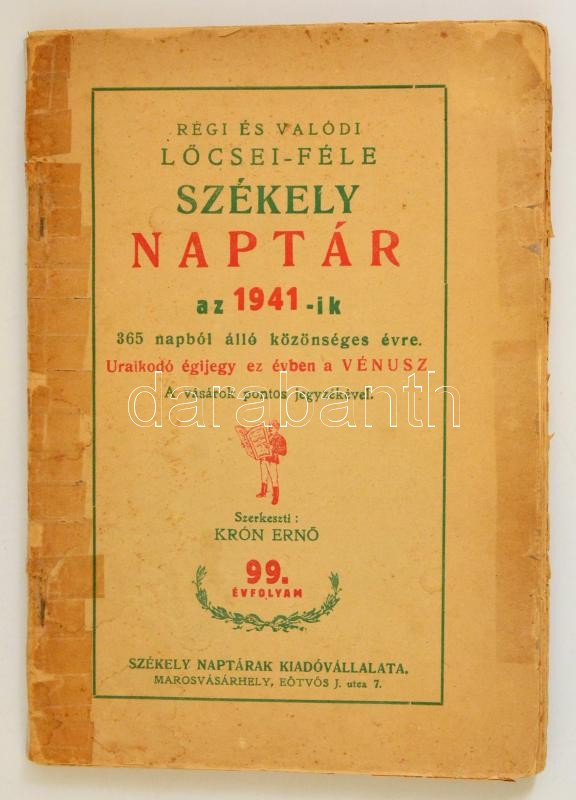 RÉGI ÉS VALÓDI
LŐCSEI-FÉLE
SZÉKELY
NAPTÁR
az 1941-ik
365 napból álló közönséges évre.
Uralkodó égijegy ez évben a VÉNUSZ
A vásárok pontos jegyzékével.
darabanth
Szerkeszti:
KRÓN ERNŐ
99.
ÉVFOLYAM
SZÉKELY NAPTÁRAK KIADÓVÁLLALATA.
MAROSVÁSÁRHELY, EÖTVÖS J. utca 7.